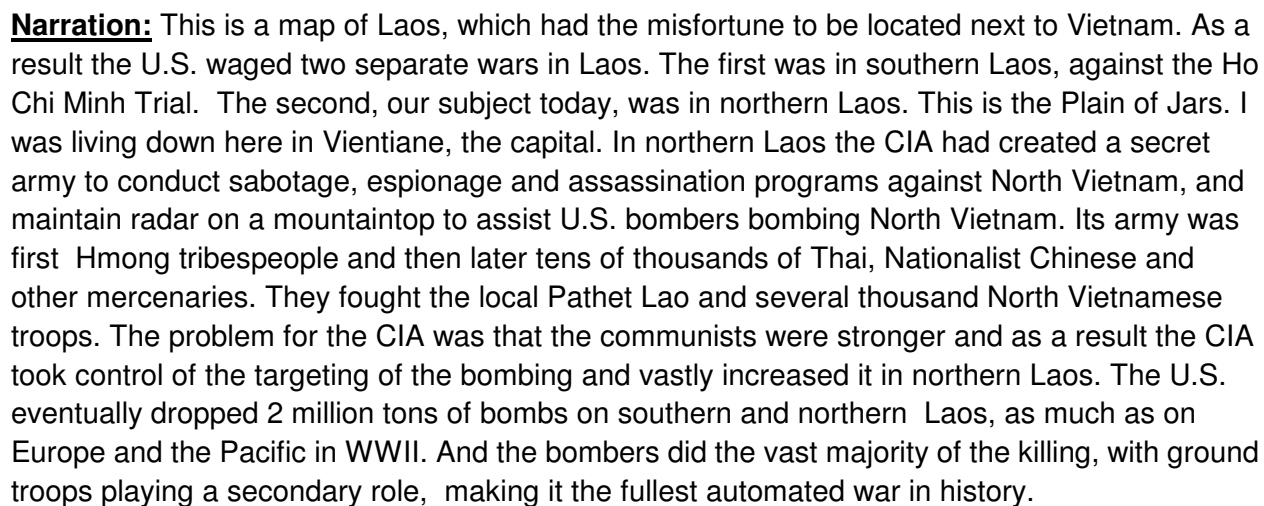 Narration: This is a map of Laos, which had the misfortune to be located next to Vietnam. As a
result the U.S. waged two separate wars in Laos. The first was in southern Laos, against the Ho
Chi Minh Trial.  The second, our subject today, was in northern Laos. This is the Plain of Jars. I
was living down here in Vientiane, the capital. In northern Laos the CIA had created a secret
army to conduct sabotage, espionage and assassination programs against North Vietnam, and
maintain radar on a mountaintop to assist U.S. bombers bombing North Vietnam. Its army was
first  Hmong tribespeople and then later tens of thousands of Thai, Nationalist Chinese and
other mercenaries. They fought the local Pathet Lao and several thousand North Vietnamese
troops. The problem for the CIA was that the communists were stronger and as a result the CIA
took control of the targeting of the bombing and vastly increased it in northern Laos. The U.S.
eventually dropped 2 million tons of bombs on southern and northern  Laos, as much as on
Europe and the Pacific in WWII. And the bombers did the vast majority of the killing, with ground
troops playing a secondary role,  making it the fullest automated war in history.